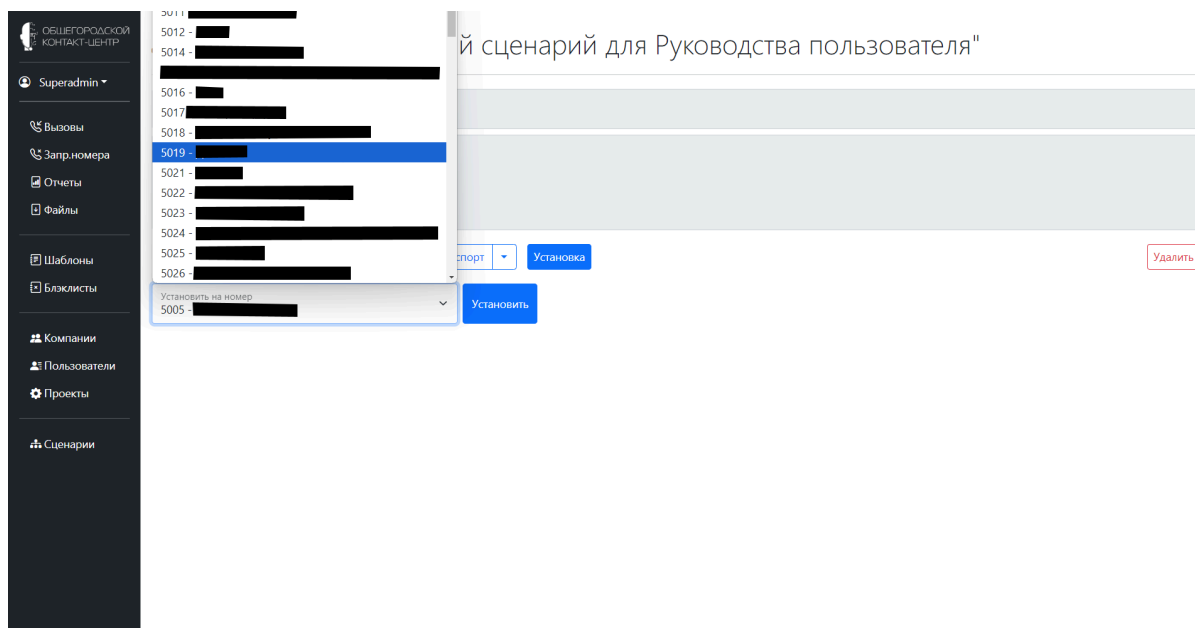 ОБЩЕГОРОДСКОЙ
КОНТАКТ-ЦЕНТР
Superadmin
Вызовы
Запр.номера
Отчеты
Файлы
Шаблоны
Блэклисты
Компании
Пользователи
Проекты
Сценарии
й сценарий для Руководства пользователя"
5011
5012 -
5014 -
5016 -
5017
5018 -
5019 -
5021 -
5022 -
5023 -
5024 -
5025 -
5026 -
спорт
Установка
Удалить
Установить на номер
5005 -
Установить